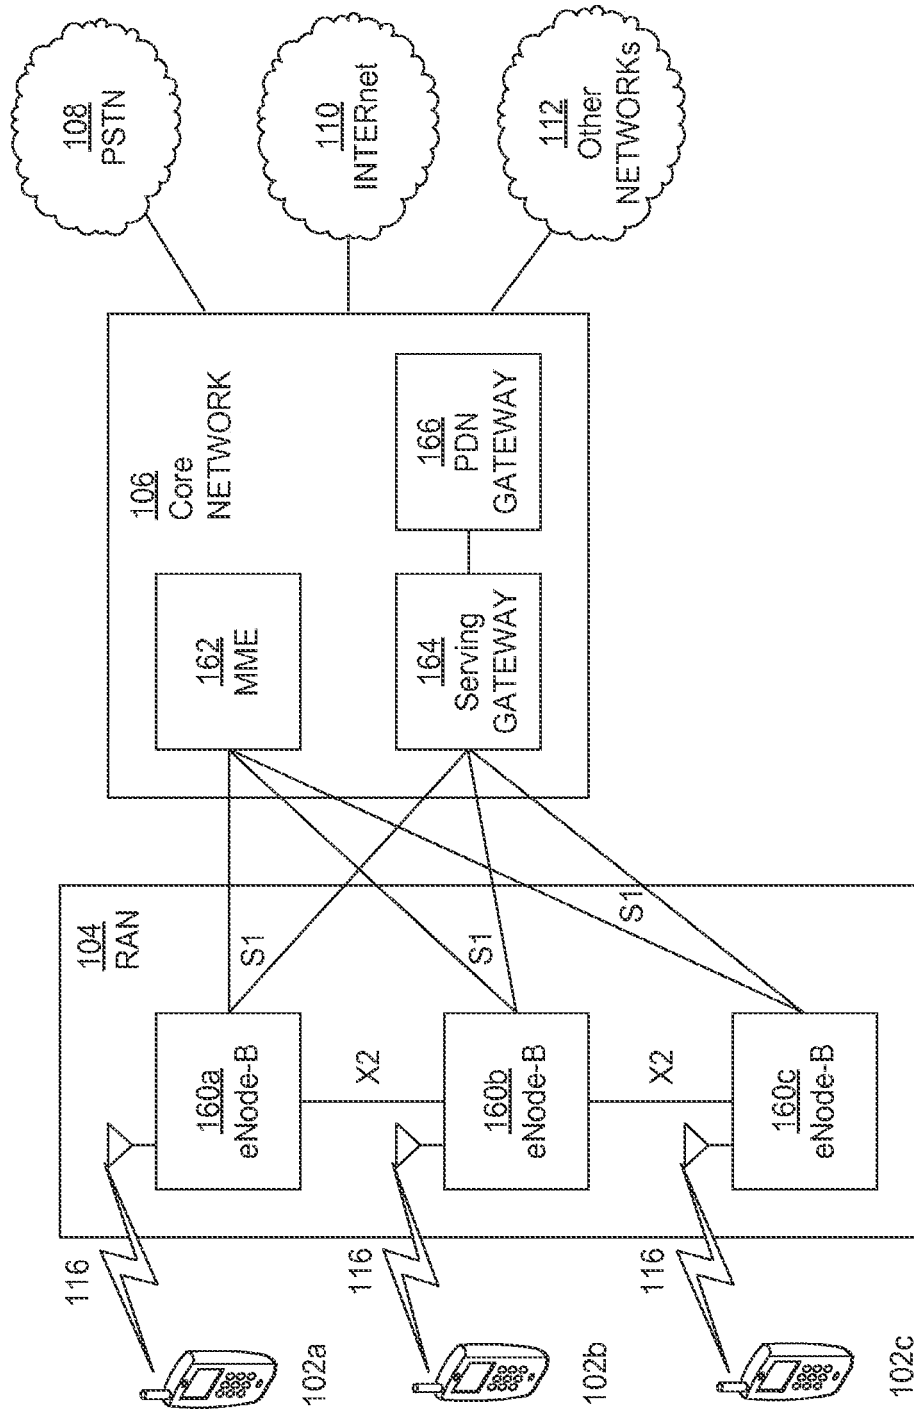 116
102a
116
102b
116
102c
104
RAN
160a
eNode-B
X2
160b
eNode-B
X2
160c
eNode-B
S1
S1
S1
106
Core
NETWORK
162
MME
164
Serving
GATEWAY
166
PDN
GATEWAY
108
PSTN
110
INTERnet
112
Other
NETWORKs